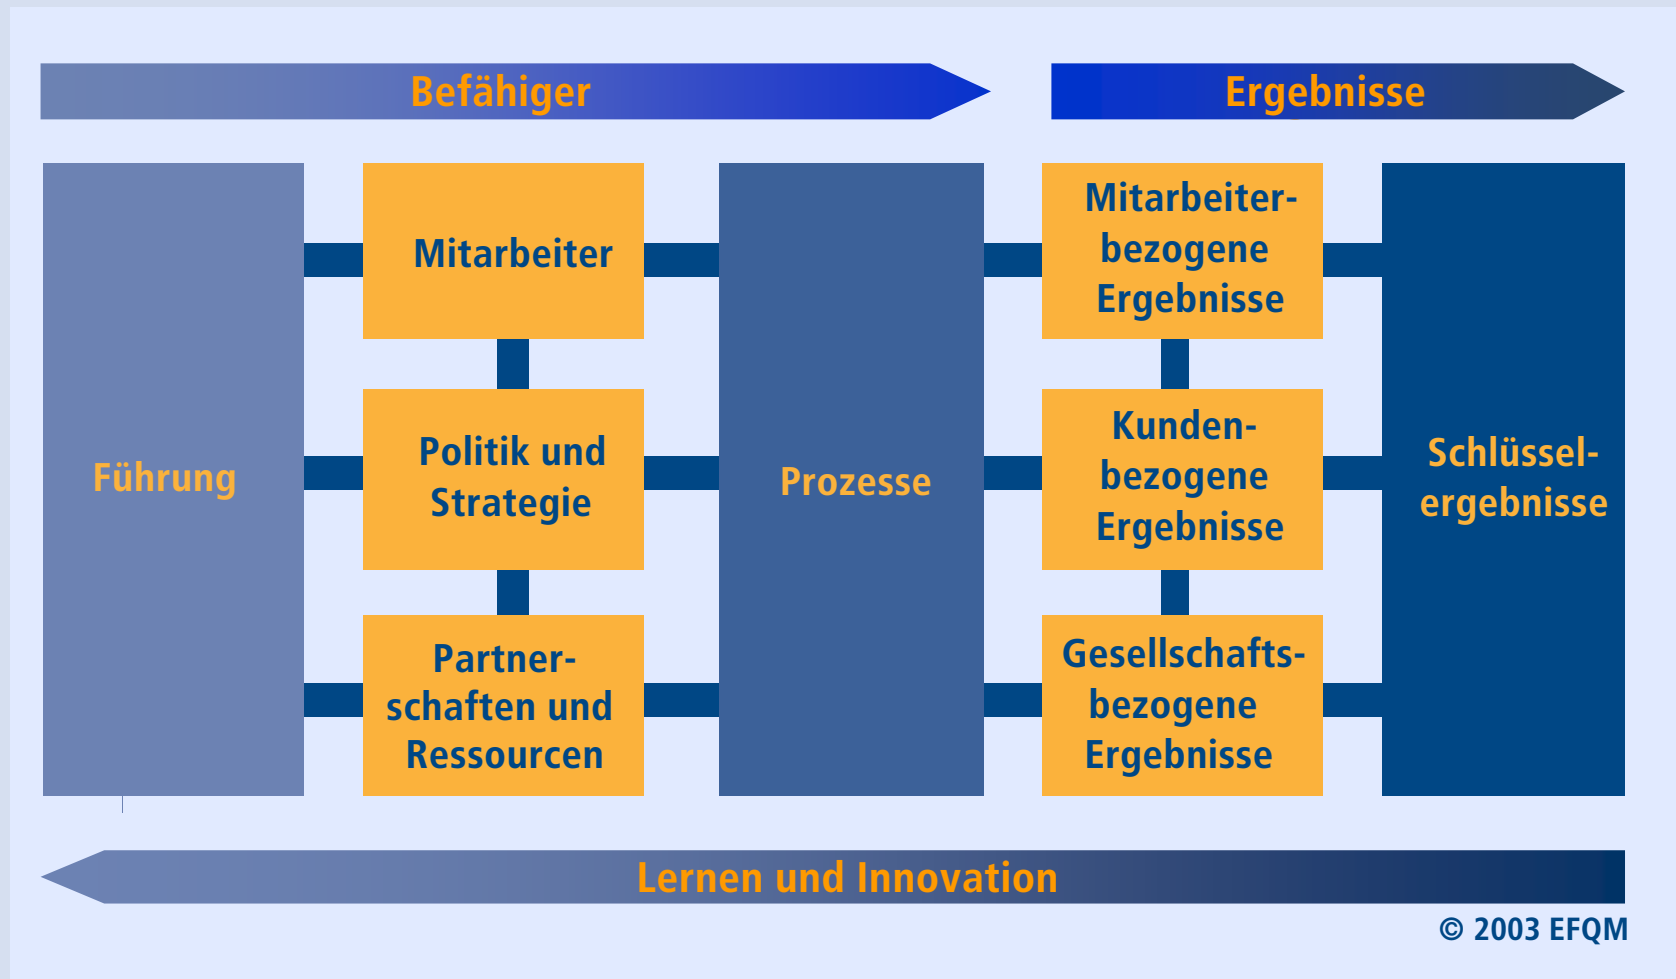 Befähiger
Ergebnisse
Führung
Mitarbeiter
Politik und
Strategie
Partner-
schaften und
Ressourcen
Prozesse
Mitarbeiter-
bezogene
Ergebnisse
Kunden-
bezogene
Ergebnisse
Gesellschafts-
bezogene
Ergebnisse
Schlüssel-
ergebnisse
Lernen und Innovation
© 2003 EFQM